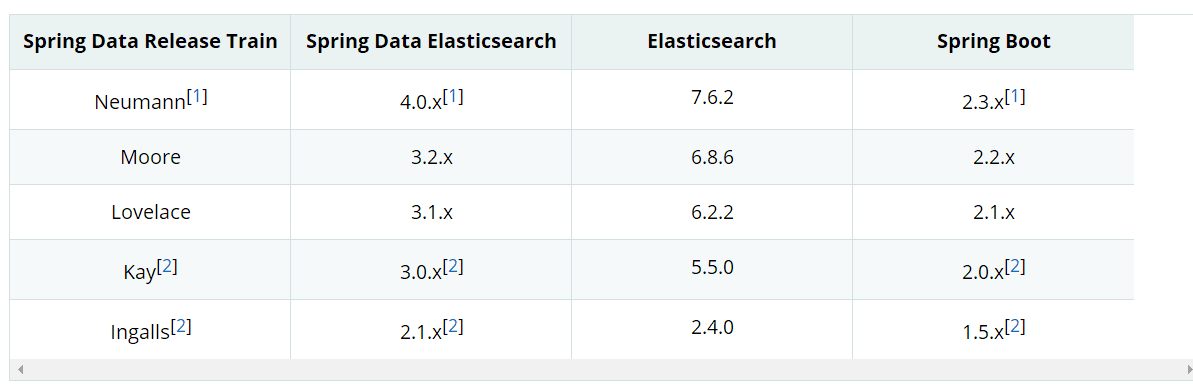 Spring Data Release Train Spring Data Elasticsearch Elasticsearch Spring Boot
Neumann[1] 4.0.x[1] 7.6.2 2.3.x[1]
Moore 3.2.x 6.8.6 2.2.x
Lovelace 3.1.x 6.2.2 2.1.x
Kay[2] 3.0.x[2] 5.5.0 2.0.x[2]
Ingalls[2] 2.1.x[2] 2.4.0 1.5.x[2]